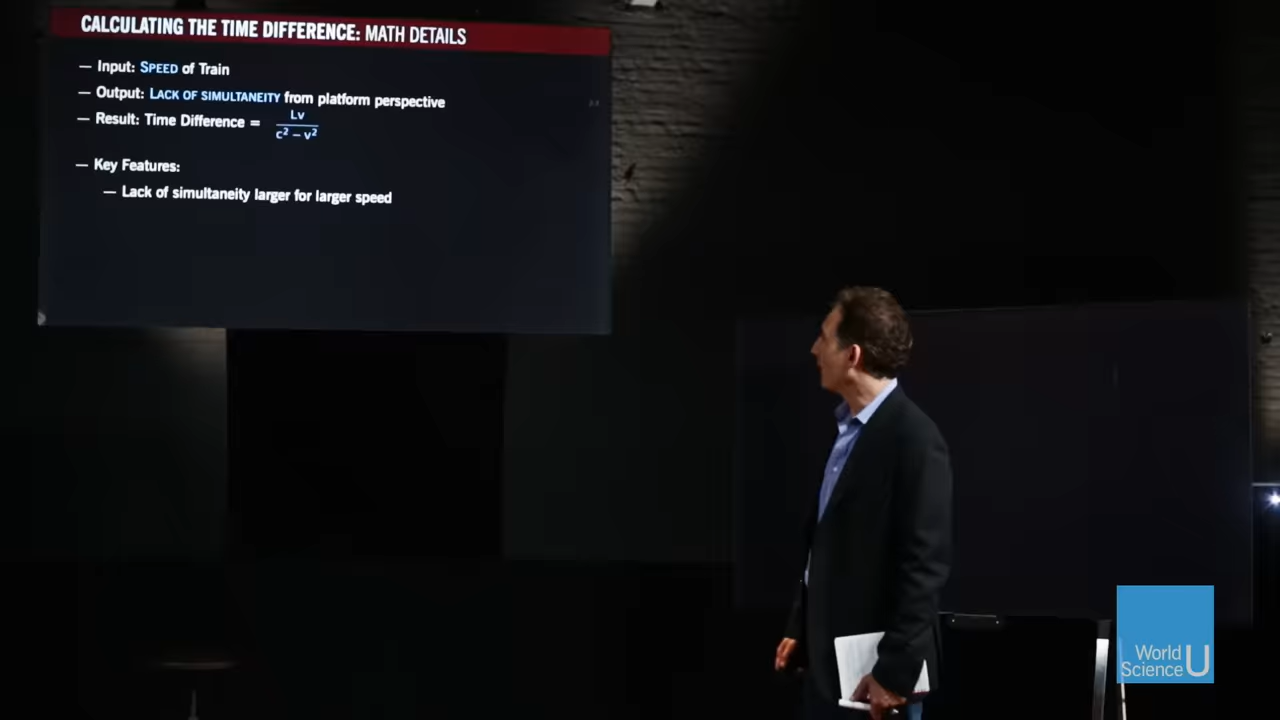 CALCULATING THE TIME DIFFERENCE: MATH DETAILS
— Input: SPEED of Train
— Output: LACK OF SIMULTANEITY from platform perspective
— Result: Time Difference = Lv / c² – v²
— Key Features:
— Lack of simultaneity larger for larger speed
World
Science U